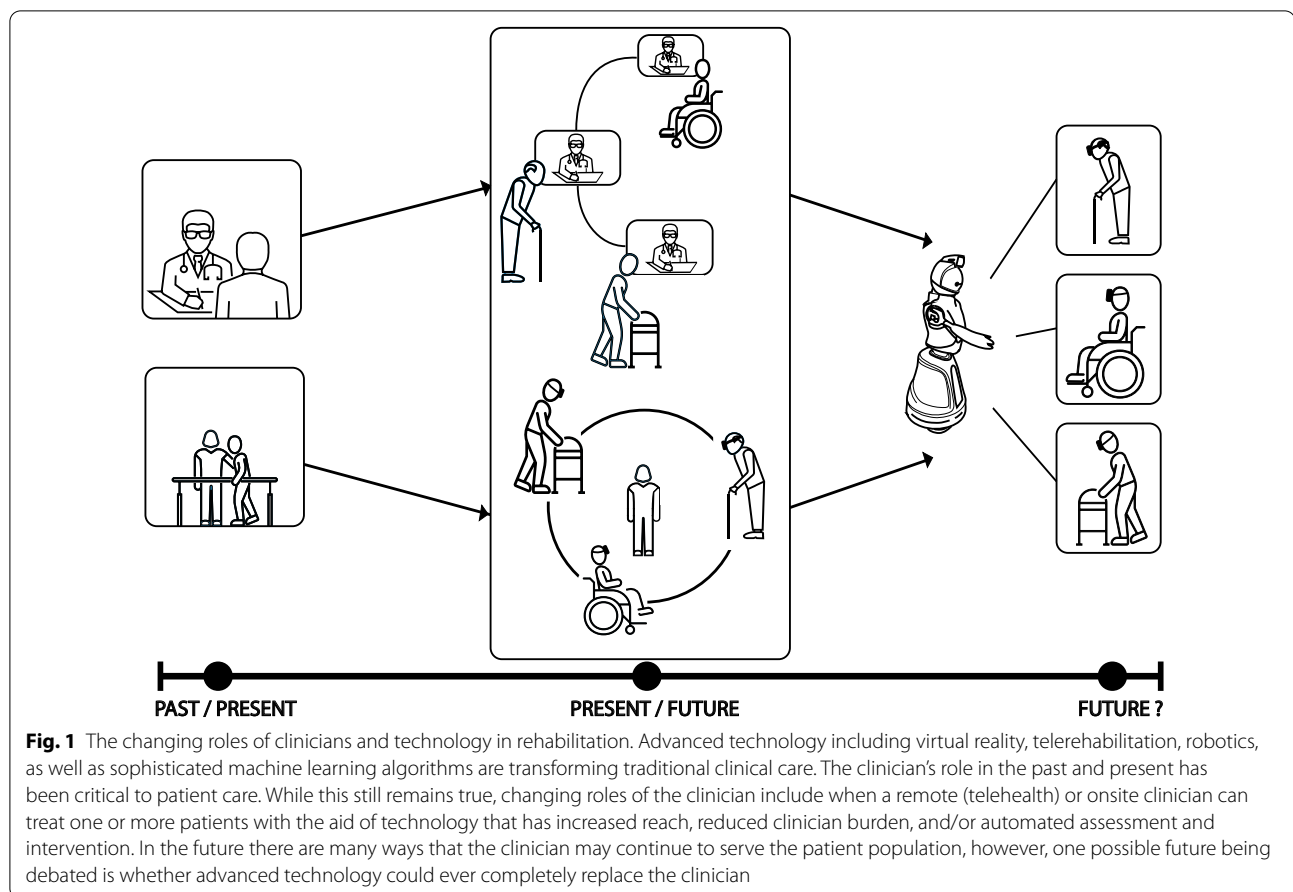 PAST / PRESENT
PRESENT / FUTURE
FUTURE ?
Fig. 1 The changing roles of clinicians and technology in rehabilitation. Advanced technology including virtual reality, telerehabilitation, robotics,
as well as sophisticated machine learning algorithms are transforming traditional clinical care. The clinician’s role in the past and present has
been critical to patient care. While this still remains true, changing roles of the clinician include when a remote (telehealth) or onsite clinician can
treat one or more patients with the aid of technology that has increased reach, reduced clinician burden, and/or automated assessment and
intervention. In the future there are many ways that the clinician may continue to serve the patient population, however, one possible future being
debated is whether advanced technology could ever completely replace the clinician